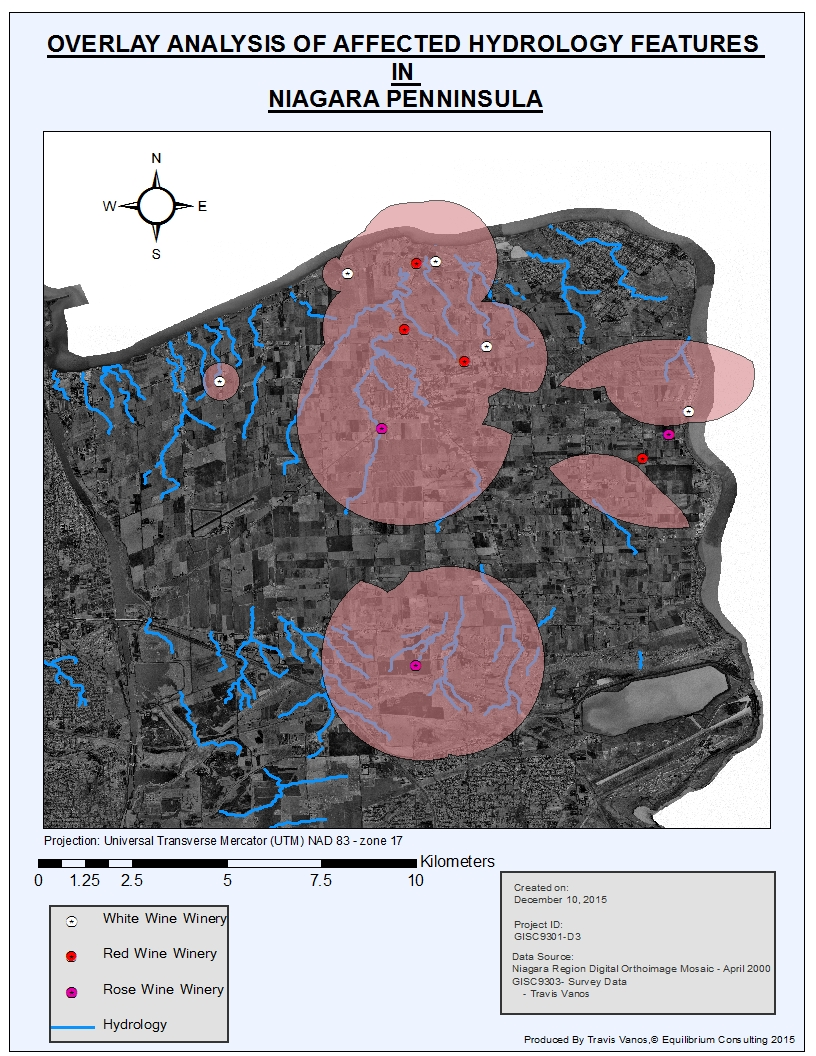 OVERLAY ANALYSIS OF AFFECTED HYDROLOGY FEATURES
IN
NIAGARA PENNINSULA
N
W E
S
Projection: Universal Transverse Mercator (UTM) NAD 83 - zone 17
Kilometers
0 1.25 2.5 5 7.5 10
White Wine Winery
Red Wine Winery
Rose Wine Winery
Hydrology
Created on:
December 10, 2015
Project ID:
GISC9301-D3
Data Source:
Niagara Region Digital Orthoimage Mosaic - April 2000
GISC9303- Survey Data
- Travis Vanos
Produced By Travis Vanos,© Equilibrium Consulting 2015